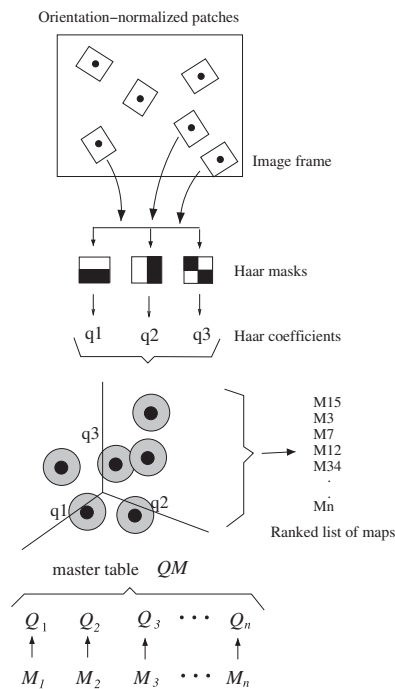 Orientation−normalized patches
Image frame
Haar masks
q1 q2 q3 Haar coefficients
q3
q1 q2
M15
M3
M7
M12
M34
.
.
Mn
Ranked list of maps
master table QM
Q1 Q2 Q3 ··· Qn
M1 M2 M3 ··· Mn